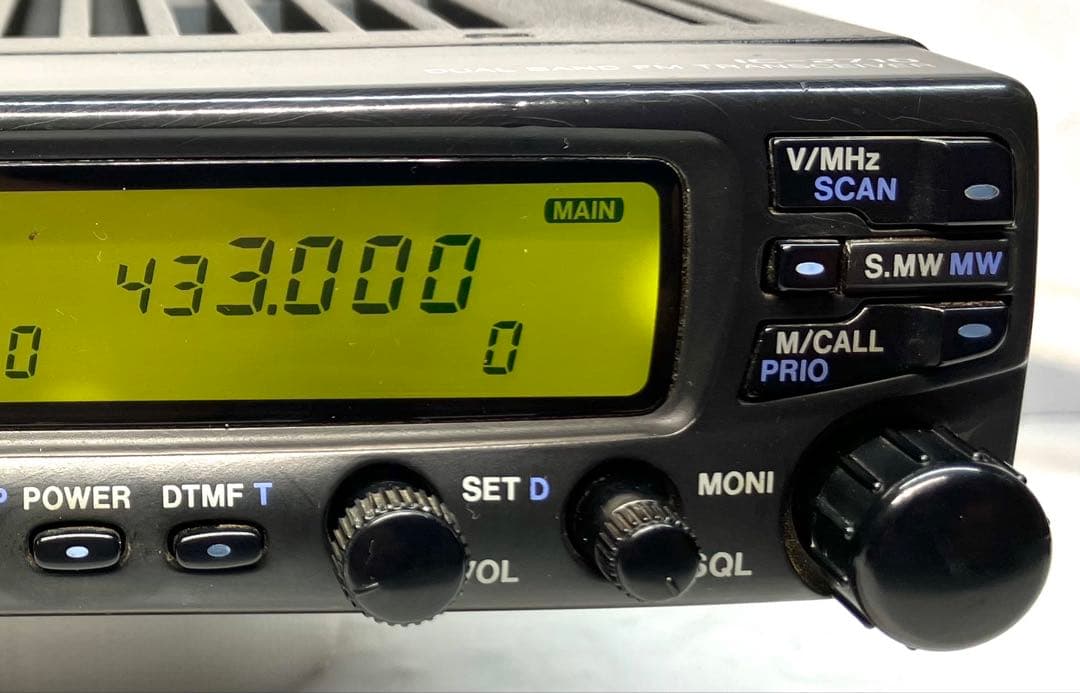 DUAL BAND FM TRANSCEIVER
V/MHz
SCAN
MAIN
433.000
S.MW MW
0
0
M/CALL
PRIO
P POWER
DTMF T
SET D
MONI
VOL
SQL